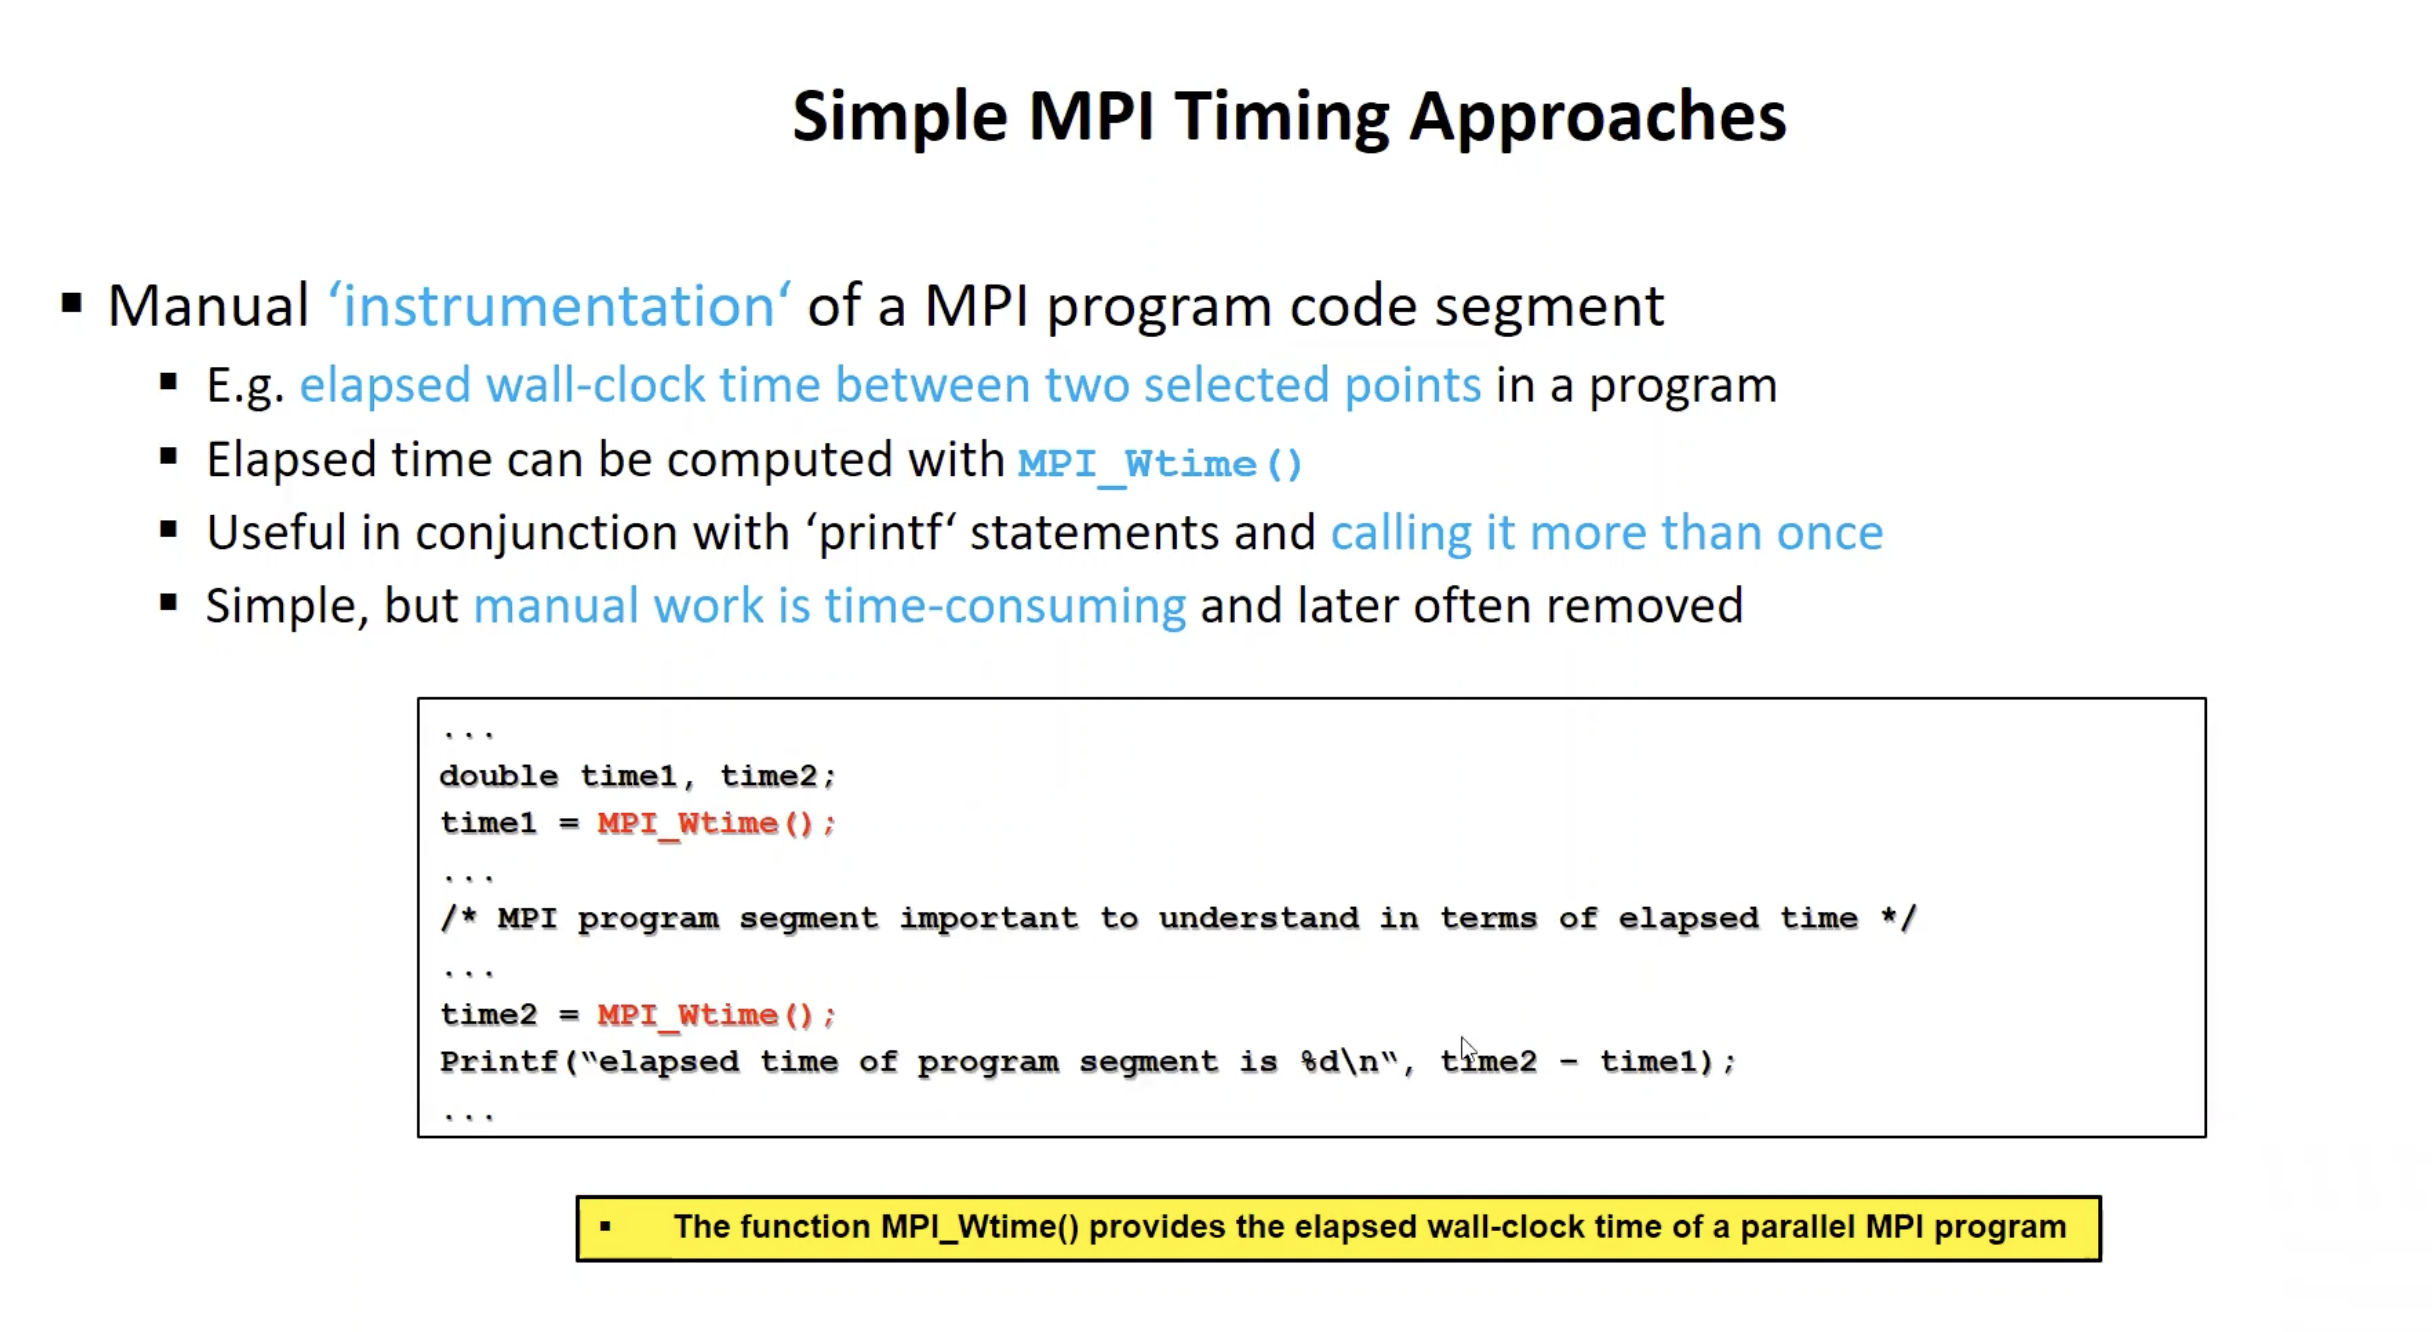 Simple MPI Timing Approaches
▪ Manual ‘instrumentation‘ of a MPI program code segment
▪ E.g. elapsed wall-clock time between two selected points in a program
▪ Elapsed time can be computed with MPI_Wtime()
▪ Useful in conjunction with ‘printf‘ statements and calling it more than once
▪ Simple, but manual work is time-consuming and later often removed
...
double time1, time2;
time1 = MPI_Wtime();
...
/* MPI program segment important to understand in terms of elapsed time */
...
time2 = MPI_Wtime();
Printf(“elapsed time of program segment is %d\n“, time2 – time1);
...
▪ The function MPI_Wtime() provides the elapsed wall-clock time of a parallel MPI program